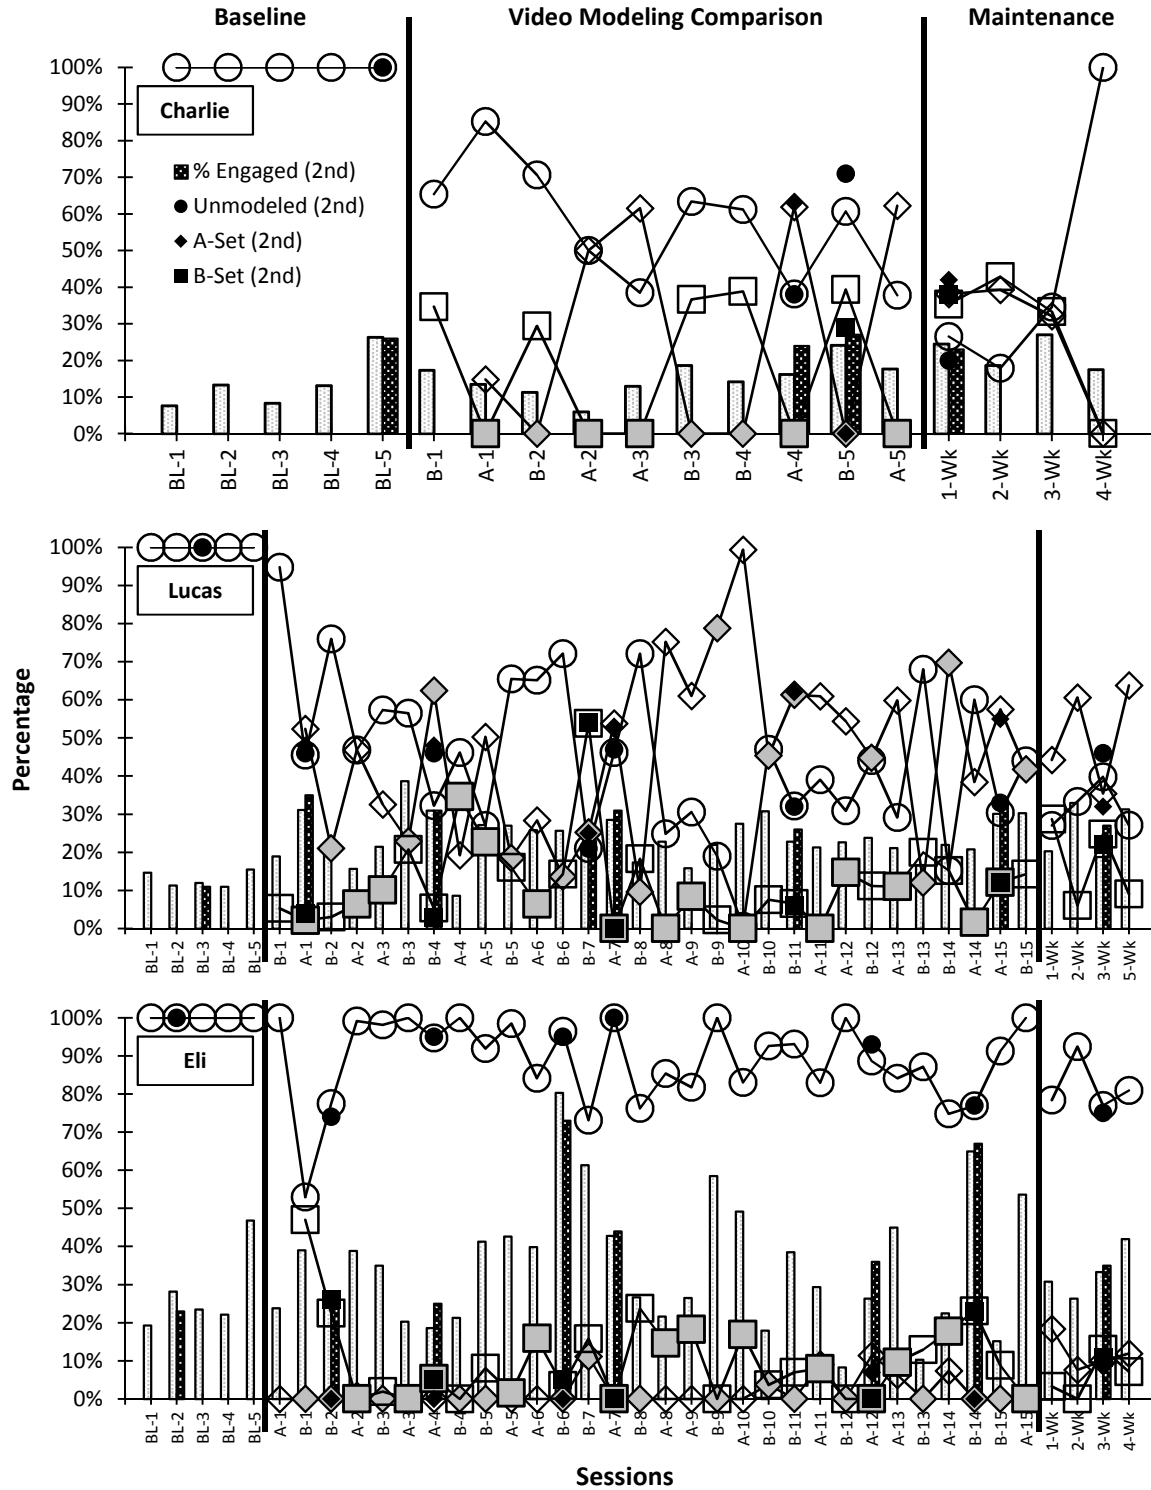 Baseline Video Modeling Comparison Maintenance
100%
90%
80%
70%
60%
50%
40%
30%
20%
10%
0%
Charlie
% Engaged (2nd)
Unmodeled (2nd)
A-Set (2nd)
B-Set (2nd)
BL-1 BL-2 BL-3 BL-4 BL-5 B-1 A-1 B-2 A-2 A-3 B-3 B-4 A-4 B-5 A-5 1-Wk 2-Wk 3-Wk 4-Wk
Percentage
100%
90%
80%
70%
60%
50%
40%
30%
20%
10%
0%
Lucas
BL-1 BL-2 BL-3 BL-4 BL-5 B-1 A-1 B-2 A-2 A-3 B-3 B-4 A-4 A-5 B-5 A-6 B-6 B-7 A-7 B-8 A-8 A-9 B-9 A-10 B-10 B-11 A-11 A-12 B-12 A-13 B-13 B-14 A-14 A-15 B-15 1-Wk 2-Wk 3-Wk 5-Wk
100%
90%
80%
70%
60%
50%
40%
30%
20%
10%
0%
Eli
BL-1 BL-2 BL-3 BL-4 BL-5 A-1 B-1 B-2 A-2 B-3 A-3 A-4 B-4 B-5 A-5 A-6 B-6 B-7 A-7 B-8 A-8 A-9 B-9 A-10 B-10 B-11 A-11 B-12 A-12 A-13 B-13 A-14 B-14 B-15 A-15 1-Wk 2-Wk 3-Wk 4-Wk
Sessions